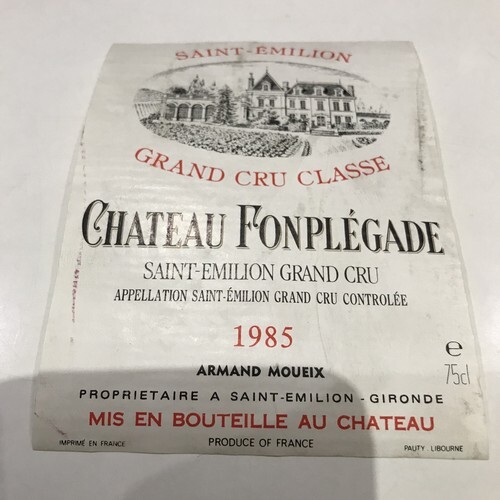 SAINT-ÉMILION
GRAND CRU CLASSE
CHATEAU FONPLÉGADE
SAINT-EMILION GRAND CRU
APPELLATION SAINT-ÉMILION GRAND CRU CONTROLÉE
1985
e
75cl
ARMAND MOUEIX
PROPRIETAIRE A SAINT-EMILION - GIRONDE
MIS EN BOUTEILLE AU CHATEAU
IMPRIMÉ EN FRANCE PRODUCE OF FRANCE PAUTY LIBOURNE